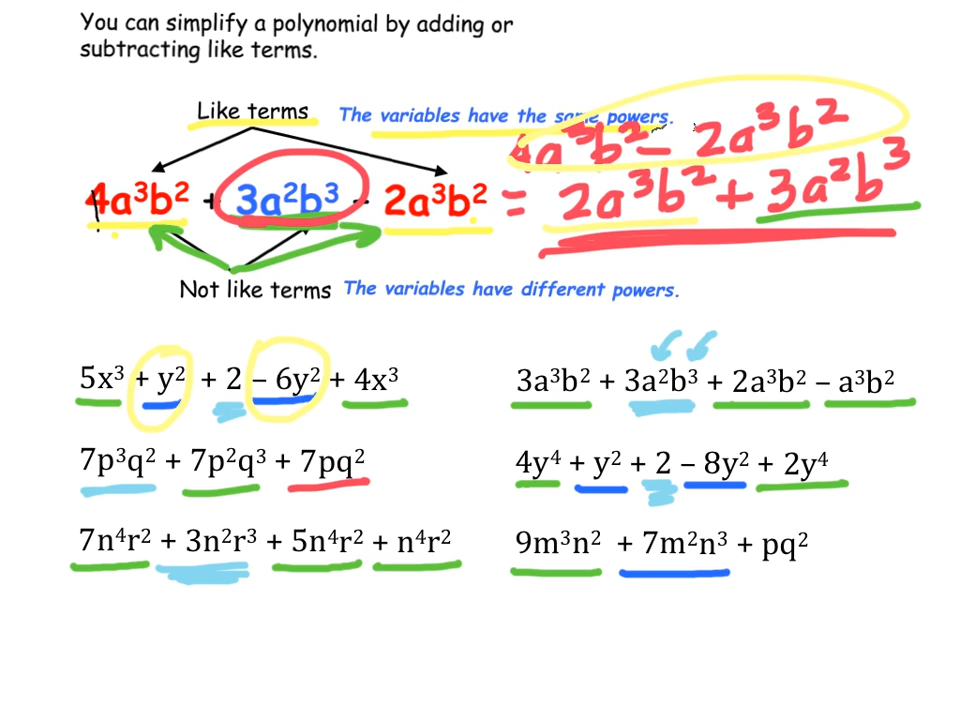 You can simplify a polynomial by adding or
subtracting like terms.
Like terms The variables have the same powers.
4a³b² − 2a³b²
4a³b² + 3a²b³ − 2a³b² = 2a³b² + 3a²b³
Not like terms The variables have different powers.
5x³ + y² + 2 − 6y² + 4x³
3a³b² + 3a²b³ + 2a³b² − a³b²
7p³q² + 7p²q³ + 7pq²
4y⁴ + y² + 2 − 8y² + 2y⁴
7n⁴r² + 3n²r³ + 5n⁴r² + n⁴r²
9m³n² + 7m²n³ + pq²